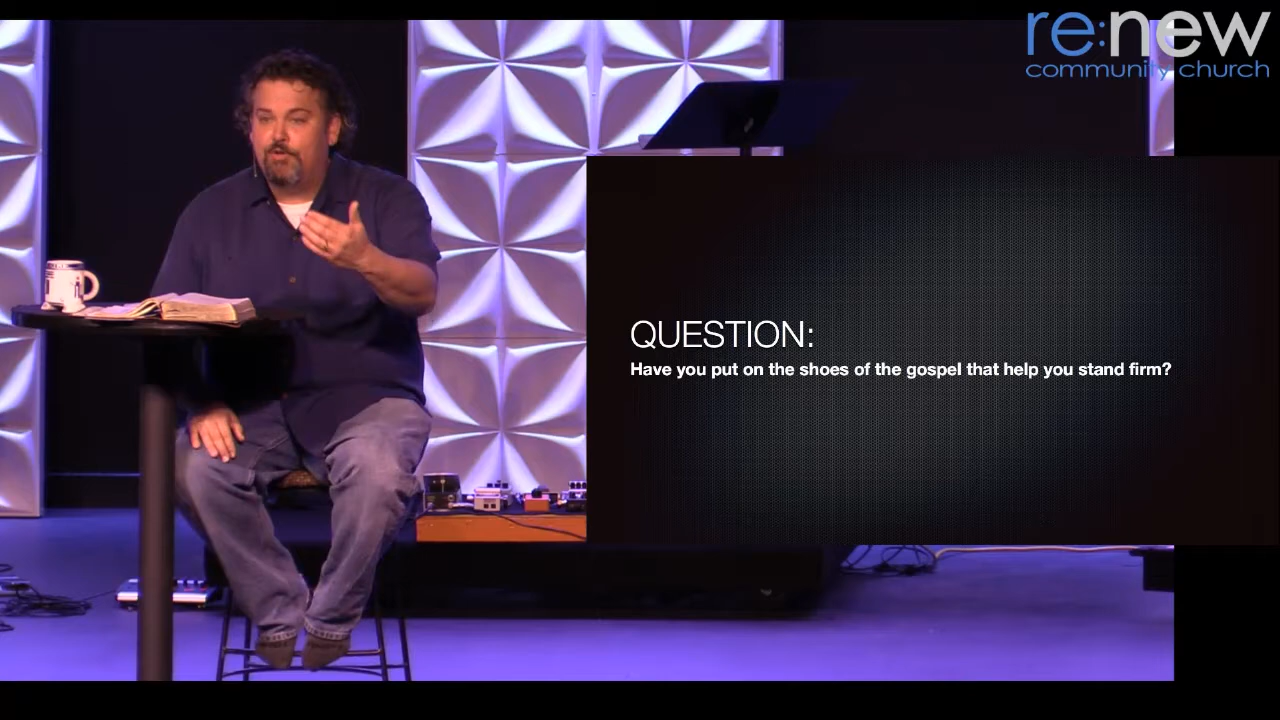 re:new
community church
QUESTION:
Have you put on the shoes of the gospel that help you stand firm?